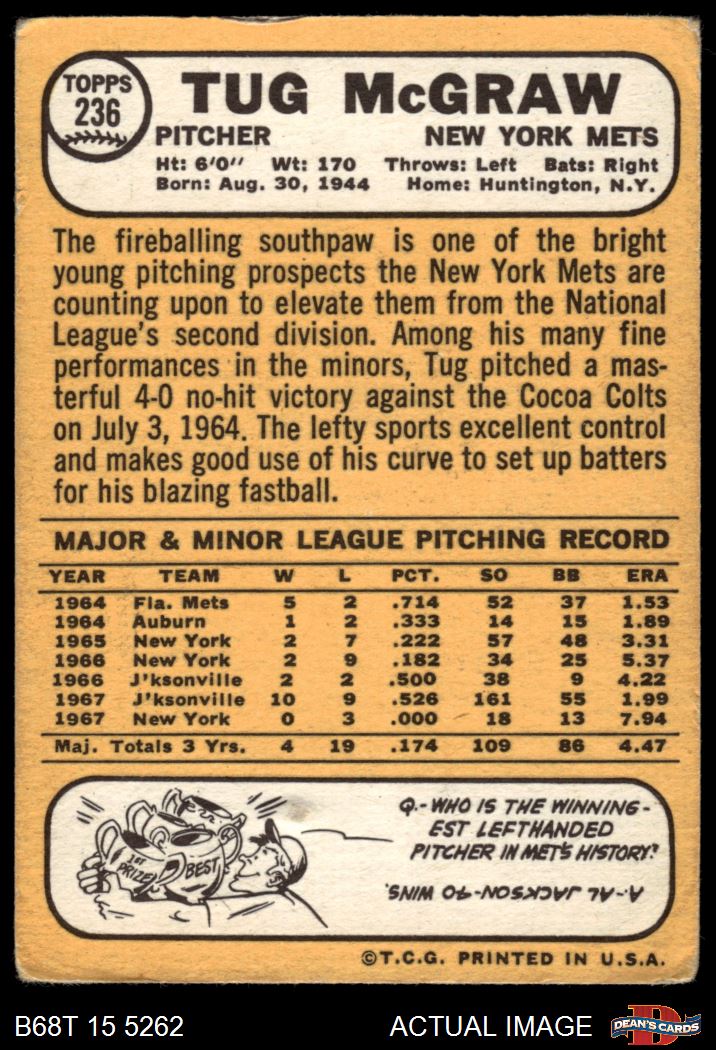 TOPPS
236
TUG McGRAW
PITCHER NEW YORK METS
Ht: 6'0" Wt: 170 Throws: Left Bats: Right
Born: Aug. 30, 1944 Home: Huntington, N.Y.
The fireballing southpaw is one of the bright
young pitching prospects the New York Mets are
counting upon to elevate them from the National
League's second division. Among his many fine
performances in the minors, Tug pitched a mas-
terful 4-0 no-hit victory against the Cocoa Colts
on July 3, 1964. The lefty sports excellent control
and makes good use of his curve to set up batters
for his blazing fastball.
MAJOR & MINOR LEAGUE PITCHING RECORD
YEAR TEAM W L PCT. SO BB ERA
1964 Fla. Mets 5 2 .714 52 37 1.53
1964 Auburn 1 2 .333 14 15 1.89
1965 New York 2 7 .222 57 48 3.31
1966 New York 2 9 .182 34 25 5.37
1966 J'ksonville 2 2 .500 38 9 4.22
1967 J'ksonville 10 9 .526 161 55 1.99
1967 New York 0 3 .000 18 13 7.94
Maj. Totals 3 Yrs. 4 19 .174 109 86 4.47
1ST PRIZE
BEST
Q.-WHO IS THE WINNING-
EST LEFTHANDED
PITCHER IN METS HISTORY?
A.-AL JACKSON-40 WINS.
©T.C.G. PRINTED IN U.S.A.
B68T 15 5262 ACTUAL IMAGE
D
DEAN'S CARDS